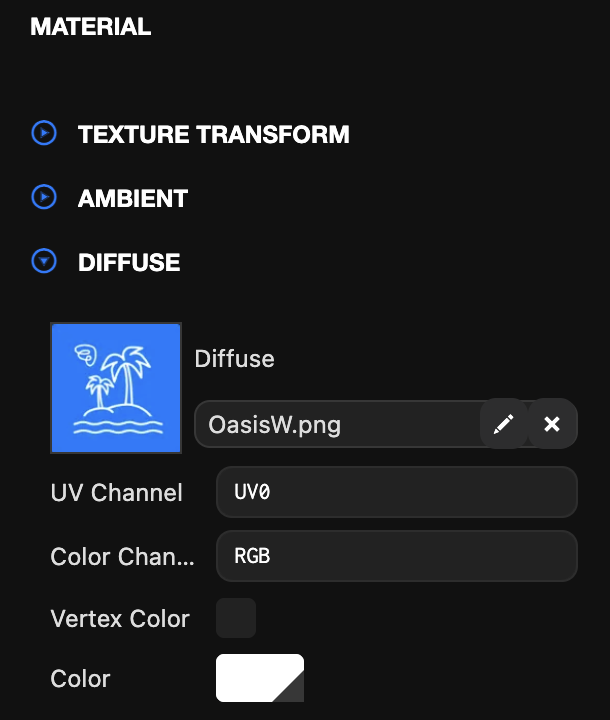 MATERIAL
TEXTURE TRANSFORM
AMBIENT
DIFFUSE
Diffuse
OasisW.png
UV Channel
UV0
Color Chan...
RGB
Vertex Color
Color